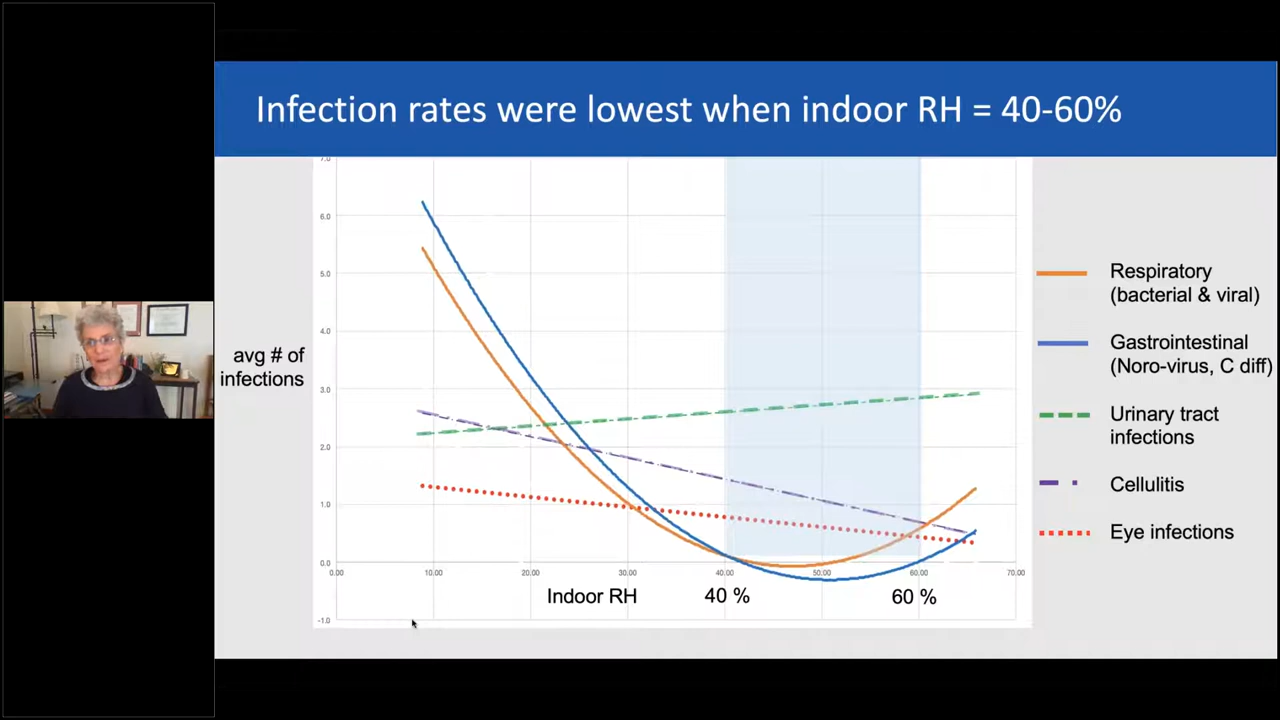 Infection rates were lowest when indoor RH = 40-60%
7.0
6.0
5.0
4.0
3.0
2.0
1.0
0.0
-1.0
avg # of
infections
0.00 10.00 20.00 30.00 40.00 50.00 60.00 70.00
Indoor RH 40 % 60 %
Respiratory
(bacterial & viral)
Gastrointestinal
(Noro-virus, C diff)
Urinary tract
infections
Cellulitis
Eye infections